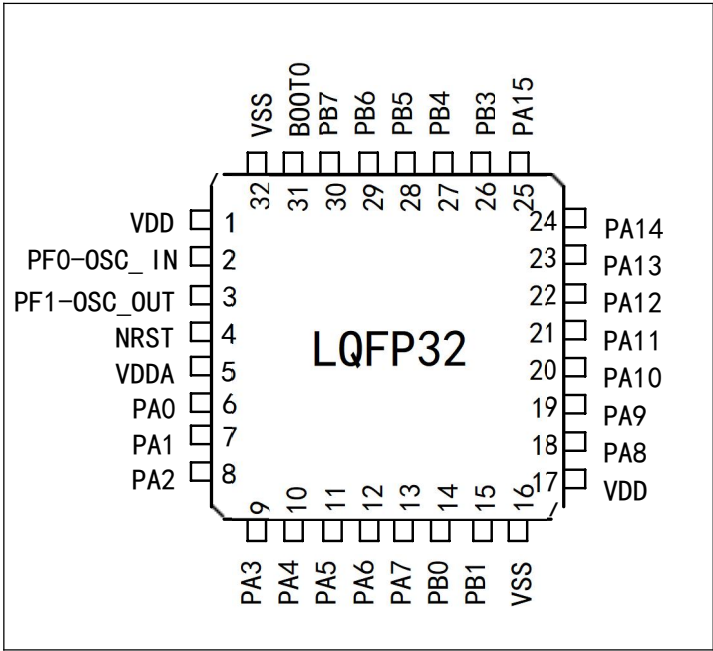 VSS
B00T0
PB7
PB6
PB5
PB4
PB3
PA15
32
31
30
29
28
27
26
25
VDD 1
PF0-OSC_ IN 2
PF1-OSC_OUT 3
NRST 4
VDDA 5
PA0 6
PA1 7
PA2 8
LQFP32
24 PA14
23 PA13
22 PA12
21 PA11
20 PA10
19 PA9
18 PA8
17 VDD
9
10
11
12
13
14
15
16
PA3
PA4
PA5
PA6
PA7
PB0
PB1
VSS